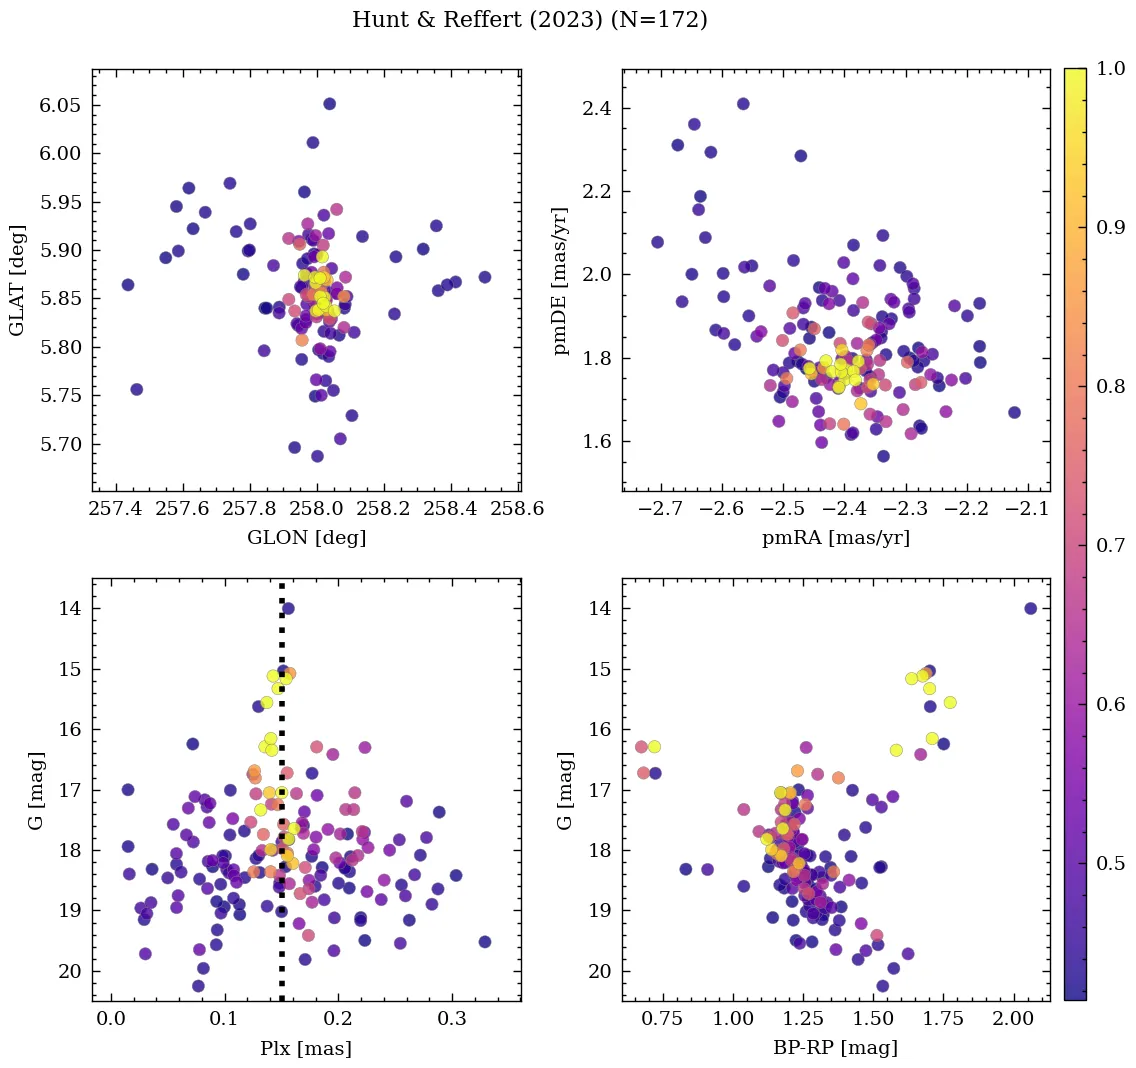 Hunt & Reffert (2023) (N=172)
6.05
6.00
5.95
5.90
5.85
5.80
5.75
5.70
GLAT [deg]
257.4 257.6 257.8 258.0 258.2 258.4 258.6
GLON [deg]
2.4
2.2
2.0
1.8
1.6
pmDE [mas/yr]
−2.7 −2.6 −2.5 −2.4 −2.3 −2.2 −2.1
pmRA [mas/yr]
14
15
16
17
18
19
20
G [mag]
0.0 0.1 0.2 0.3
Plx [mas]
14
15
16
17
18
19
20
G [mag]
0.75 1.00 1.25 1.50 1.75 2.00
BP-RP [mag]
1.0
0.9
0.8
0.7
0.6
0.5